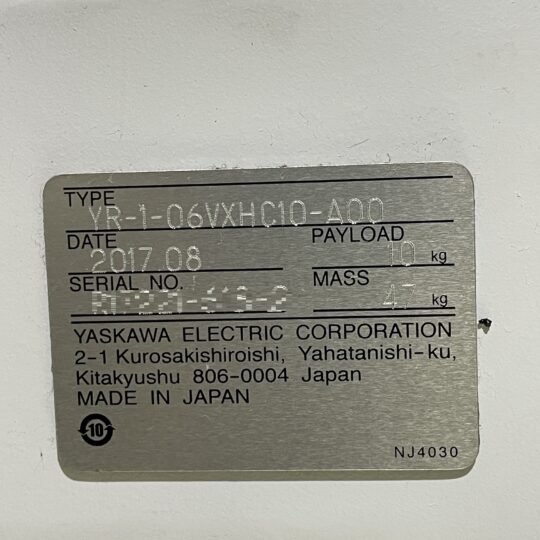 TYPE
YR-1-06VXHC10-A00
DATE
PAYLOAD
2017.08
10 kg
SERIAL NO.
MASS
47 kg
YASKAWA ELECTRIC CORPORATION
2-1 Kurosakishiroishi, Yahatanishi-ku,
Kitakyushu 806-0004 Japan
MADE IN JAPAN
10
NJ4030